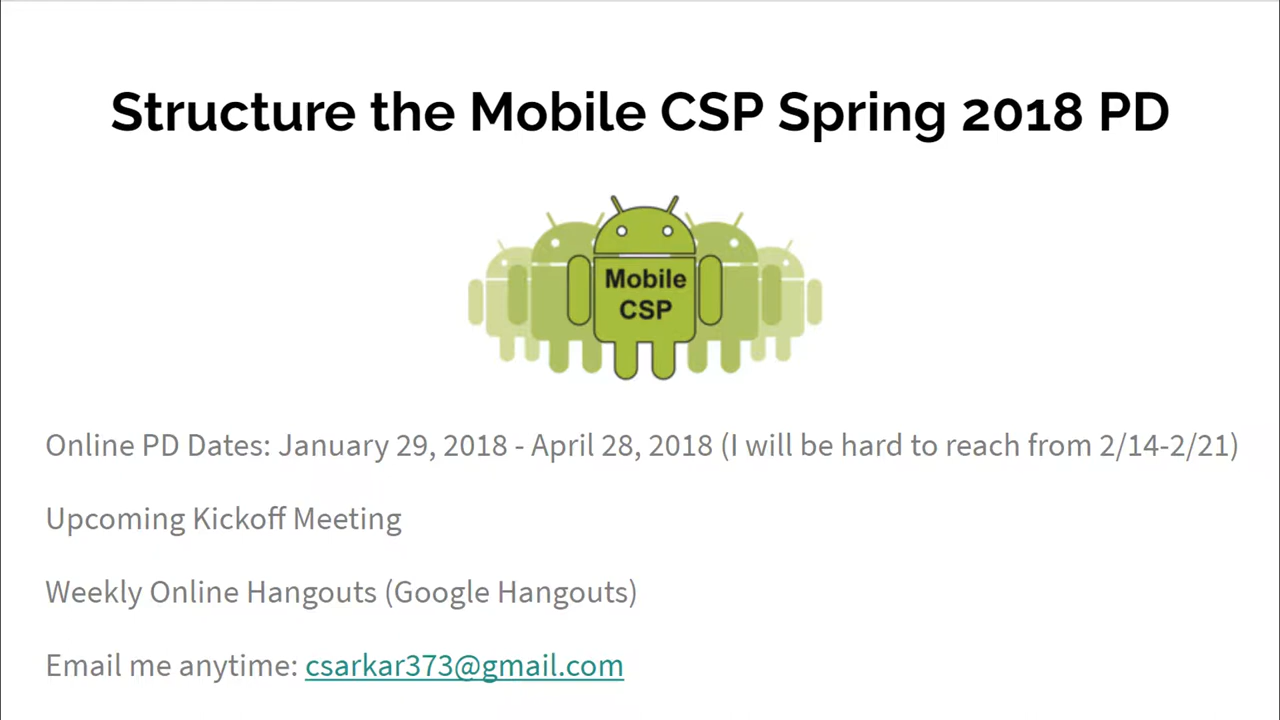 Structure the Mobile CSP Spring 2018 PD
Mobile
CSP
Online PD Dates: January 29, 2018 - April 28, 2018 (I will be hard to reach from 2/14-2/21)
Upcoming Kickoff Meeting
Weekly Online Hangouts (Google Hangouts)
Email me anytime: csarkar373@gmail.com